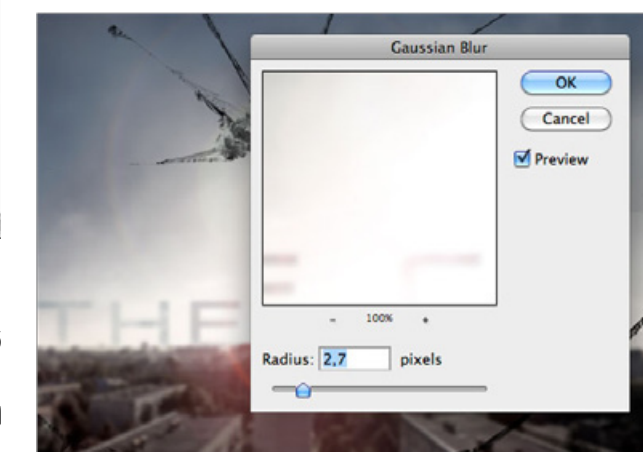 Gaussian Blur
OK
Cancel
Preview
- 100% +
Radius: 2,7 pixels
THE